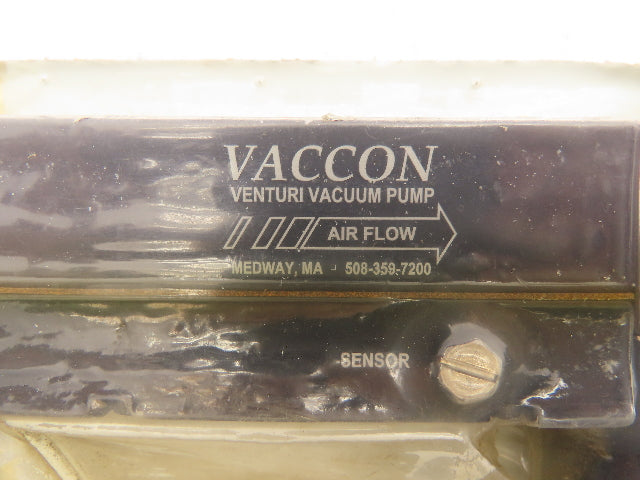 VACCON
VENTURI VACUUM PUMP
AIR FLOW
MEDWAY, MA - 508-359-7200
SENSOR